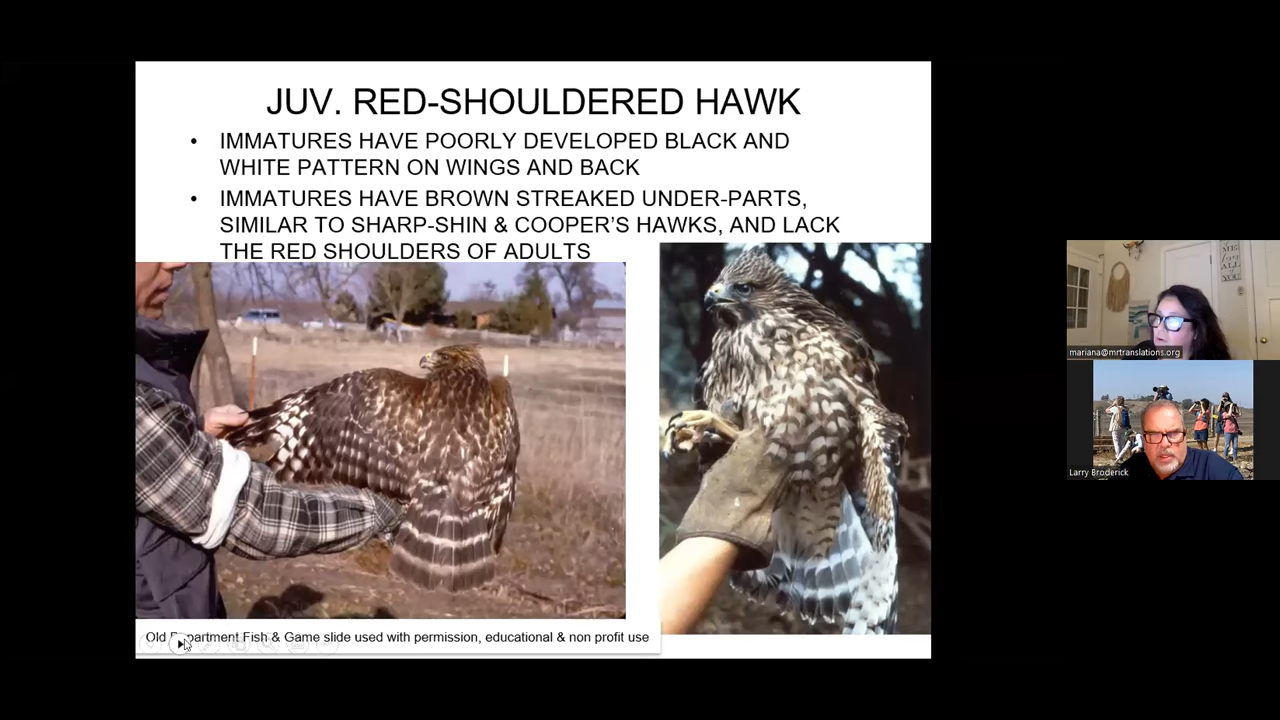 JUV. RED-SHOULDERED HAWK
• IMMATURES HAVE POORLY DEVELOPED BLACK AND
WHITE PATTERN ON WINGS AND BACK
• IMMATURES HAVE BROWN STREAKED UNDER-PARTS,
SIMILAR TO SHARP-SHIN & COOPER'S HAWKS, AND LACK
THE RED SHOULDERS OF ADULTS
Old Department Fish & Game slide used with permission, educational & non profit use
mariana@mrtranslations.org
Larry Broderick